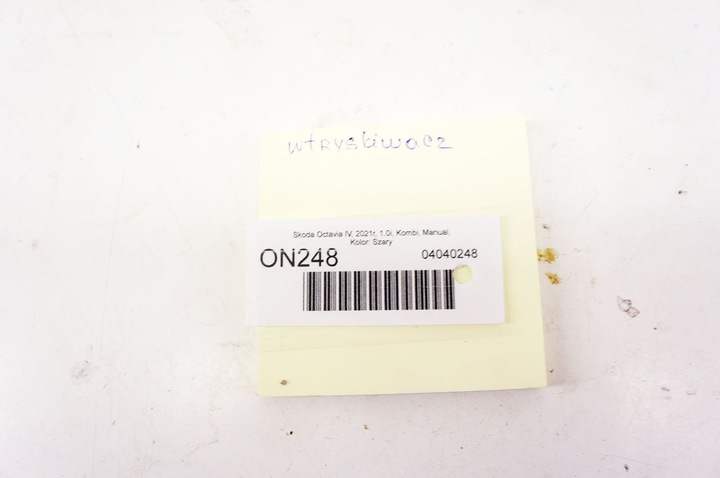 wtryskiwacz
Skoda Octavia IV, 2021r, 1.0i, Kombi, Manual,
Kolor: Szary
ON248 04040248